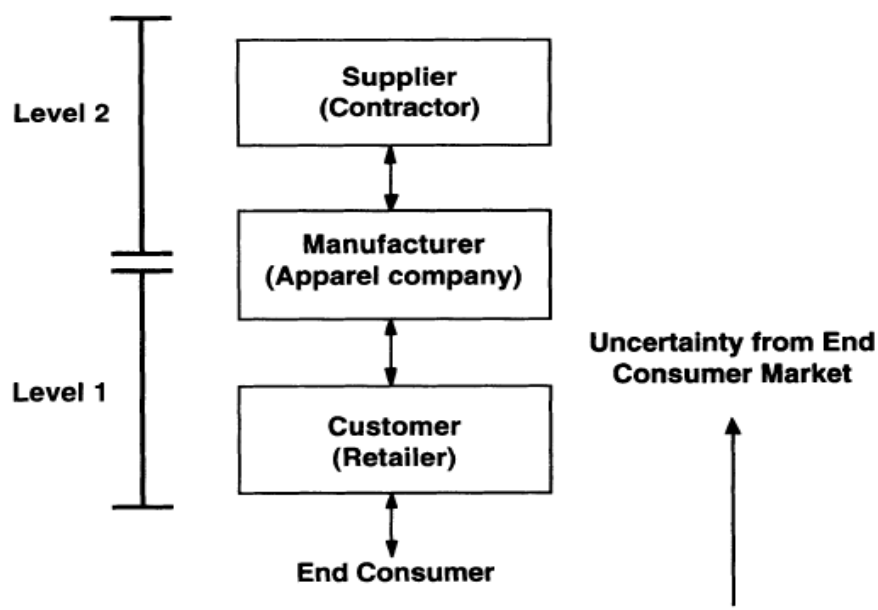 Level 2
Supplier
(Contractor)
Manufacturer
(Apparel company)
Uncertainty from End
Consumer Market
Level 1
Customer
(Retailer)
End Consumer